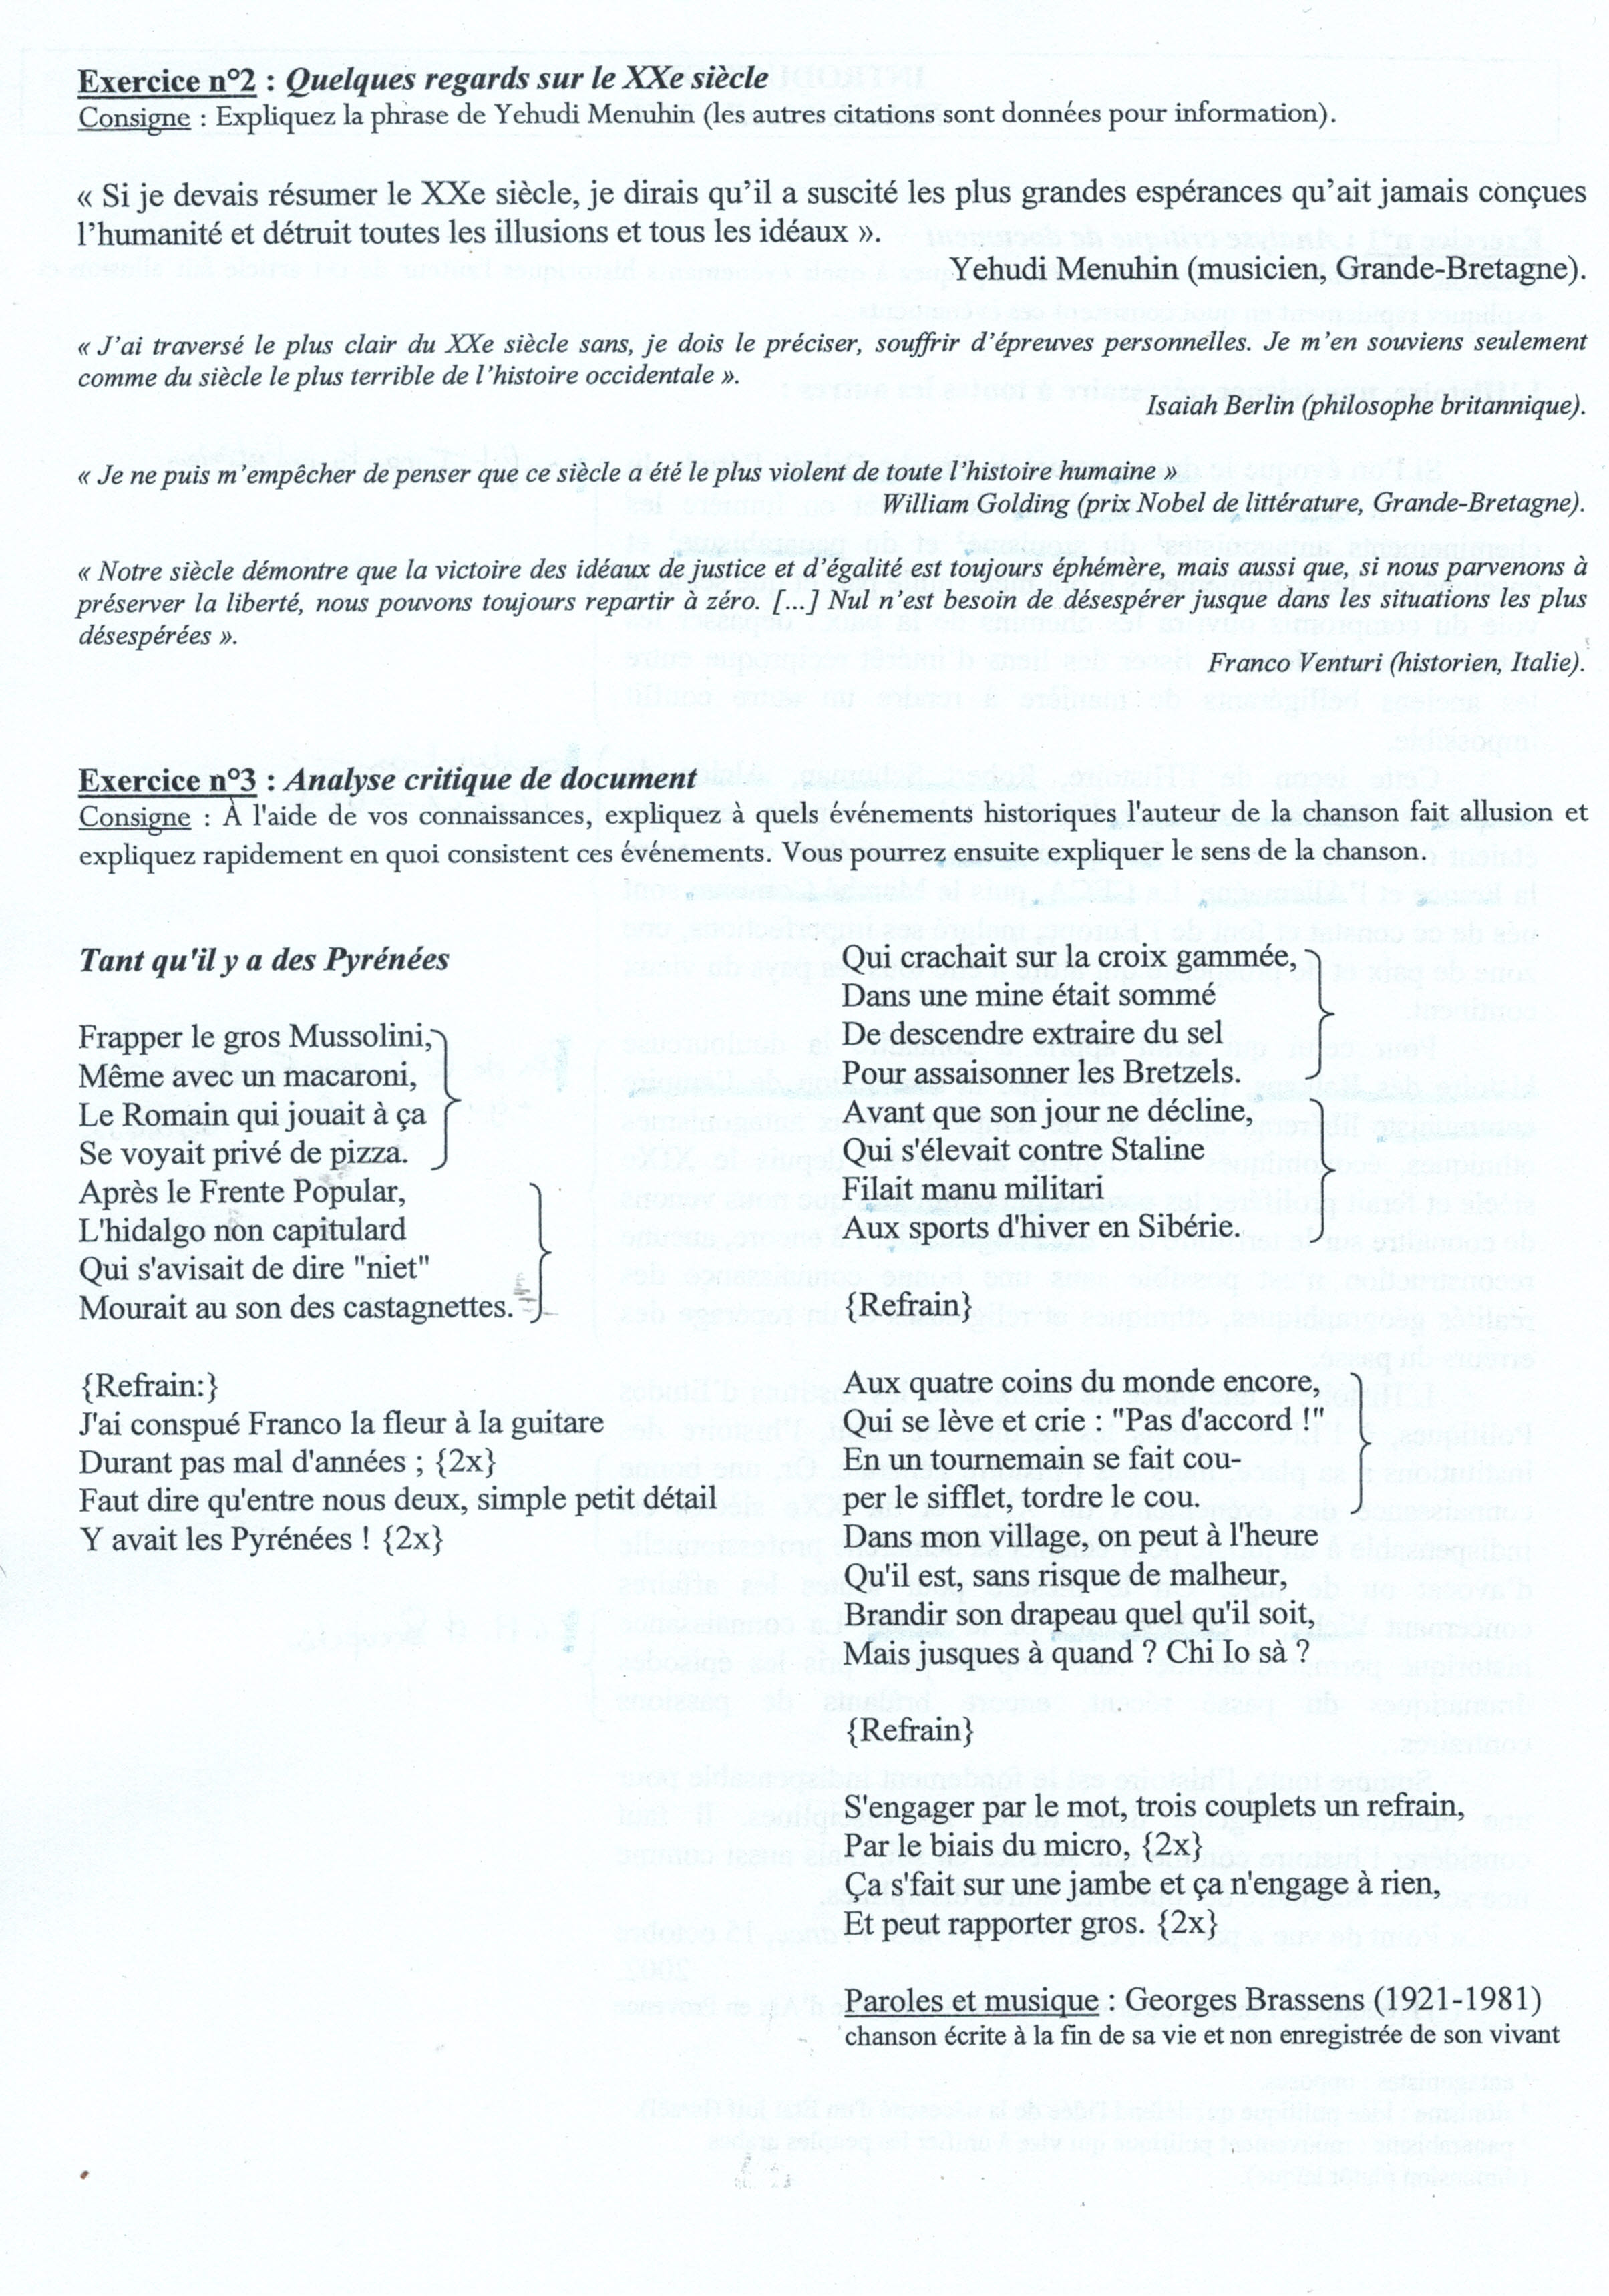 Exercice n°2 : Quelques regards sur le XXe siècle
Consigne : Expliquez la phrase de Yehudi Menuhin (les autres citations sont données pour information).
« Si je devais résumer le XXe siècle, je dirais qu'il a suscité les plus grandes espérances qu'ait jamais conçues
l'humanité et détruit toutes les illusions et tous les idéaux ».
Yehudi Menuhin (musicien, Grande-Bretagne).
« J'ai traversé le plus clair du XXe siècle sans, je dois le préciser, souffrir d'épreuves personnelles. Je m'en souviens seulement
comme du siècle le plus terrible de l'histoire occidentale ».
Isaiah Berlin (philosophe britannique).
« Je ne puis m'empêcher de penser que ce siècle a été le plus violent de toute l'histoire humaine »
William Golding (prix Nobel de littérature, Grande-Bretagne).
« Notre siècle démontre que la victoire des idéaux de justice et d'égalité est toujours éphémère, mais aussi que, si nous parvenons à
préserver la liberté, nous pouvons toujours repartir à zéro. [...] Nul n'est besoin de désespérer jusque dans les situations les plus
désespérées ».
Franco Venturi (historien, Italie).
Exercice n°3 : Analyse critique de document
Consigne : À l'aide de vos connaissances, expliquez à quels événements historiques l'auteur de la chanson fait allusion et
expliquez rapidement en quoi consistent ces événements. Vous pourrez ensuite expliquer le sens de la chanson.
Tant qu'il y a des Pyrénées
Frapper le gros Mussolini,
Même avec un macaroni,
Le Romain qui jouait à ça
Se voyait privé de pizza.
Après le Frente Popular,
L'hidalgo non capitulard
Qui s'avisait de dire "niet"
Mourait au son des castagnettes.
{Refrain:}
J'ai conspué Franco la fleur à la guitare
Durant pas mal d'années ; {2x}
Faut dire qu'entre nous deux, simple petit détail
Y avait les Pyrénées ! {2x}
Qui crachait sur la croix gammée,
Dans une mine était sommé
De descendre extraire du sel
Pour assaisonner les Bretzels.
Avant que son jour ne décline,
Qui s'élevait contre Staline
Filait manu militari
Aux sports d'hiver en Sibérie.
{Refrain}
Aux quatre coins du monde encore,
Qui se lève et crie : "Pas d'accord !"
En un tournemain se fait cou-
per le sifflet, tordre le cou.
Dans mon village, on peut à l'heure
Qu'il est, sans risque de malheur,
Brandir son drapeau quel qu'il soit,
Mais jusques à quand ? Chi Io sà ?
{Refrain}
S'engager par le mot, trois couplets un refrain,
Par le biais du micro, {2x}
Ça s'fait sur une jambe et ça n'engage à rien,
Et peut rapporter gros. {2x}
Paroles et musique : Georges Brassens (1921-1981)
chanson écrite à la fin de sa vie et non enregistrée de son vivant